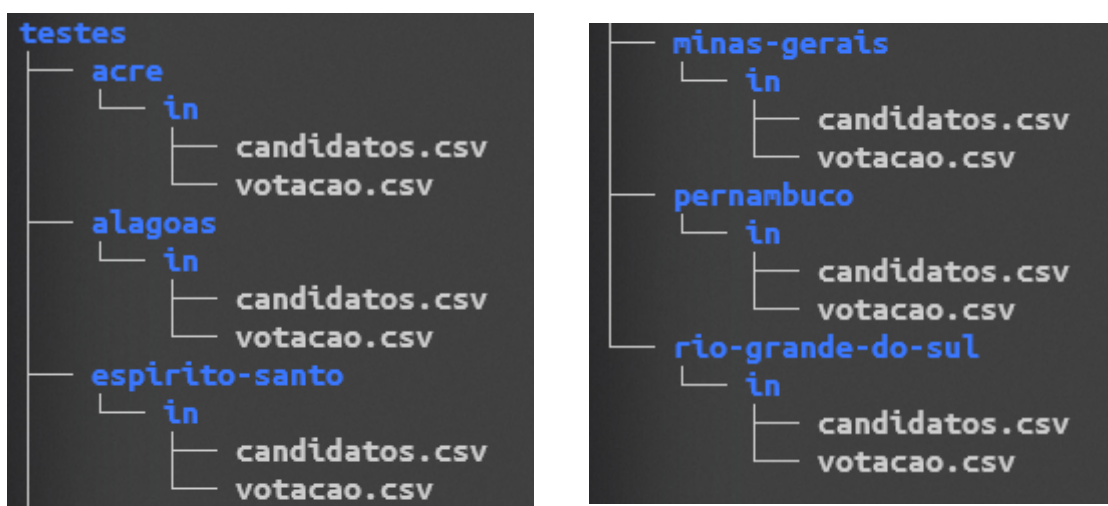 testes
acre
in
candidatos.csv
votacao.csv
alagoas
in
candidatos.csv
votacao.csv
espirito-santo
in
candidatos.csv
votacao.csv
minas-gerais
in
candidatos.csv
votacao.csv
pernambuco
in
candidatos.csv
votacao.csv
rio-grande-do-sul
in
candidatos.csv
votacao.csv